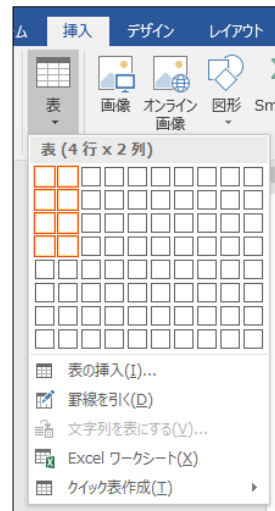 ム 挿入 デザイン レイアウト
表 画像 オンライン 図形 Sm
画像
表 (4 行 x 2 列)
表の挿入(I)...
罫線を引く(D)
文字列を表にする(V)...
Excel ワークシート(X)
クイック表作成(T)